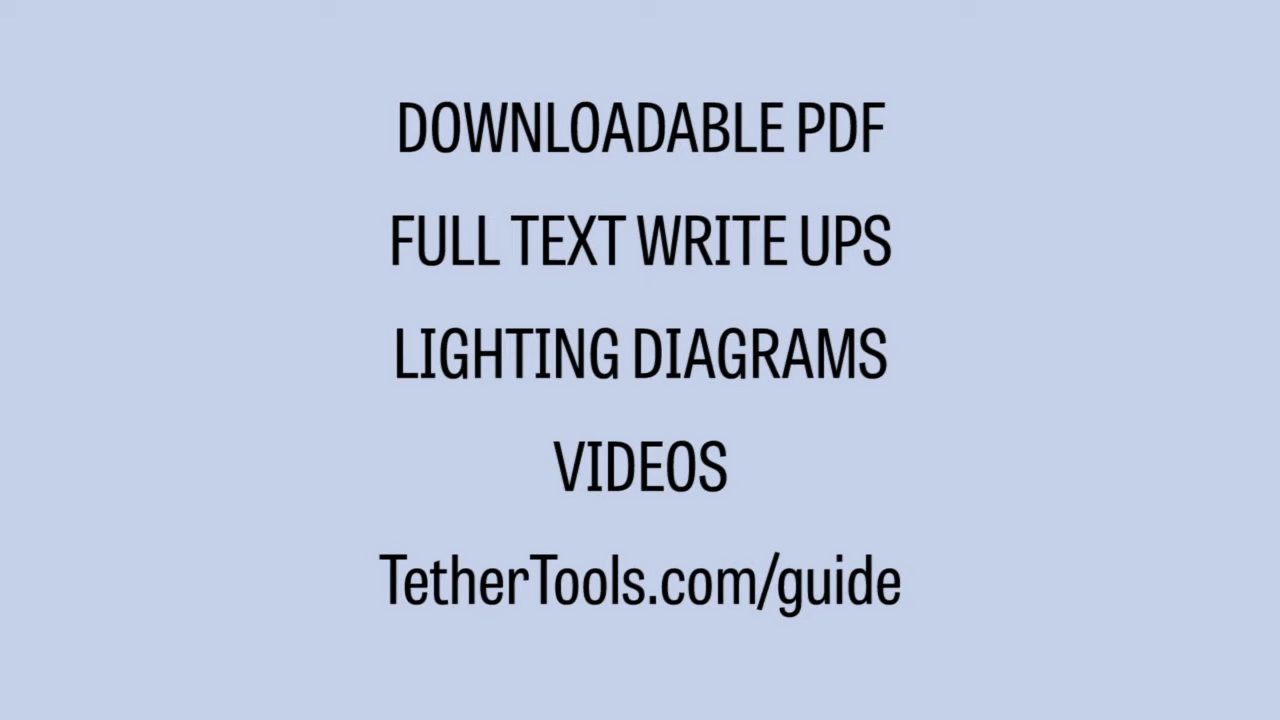 DOWNLOADABLE PDF
FULL TEXT WRITE UPS
LIGHTING DIAGRAMS
VIDEOS
TetherTools.com/guide